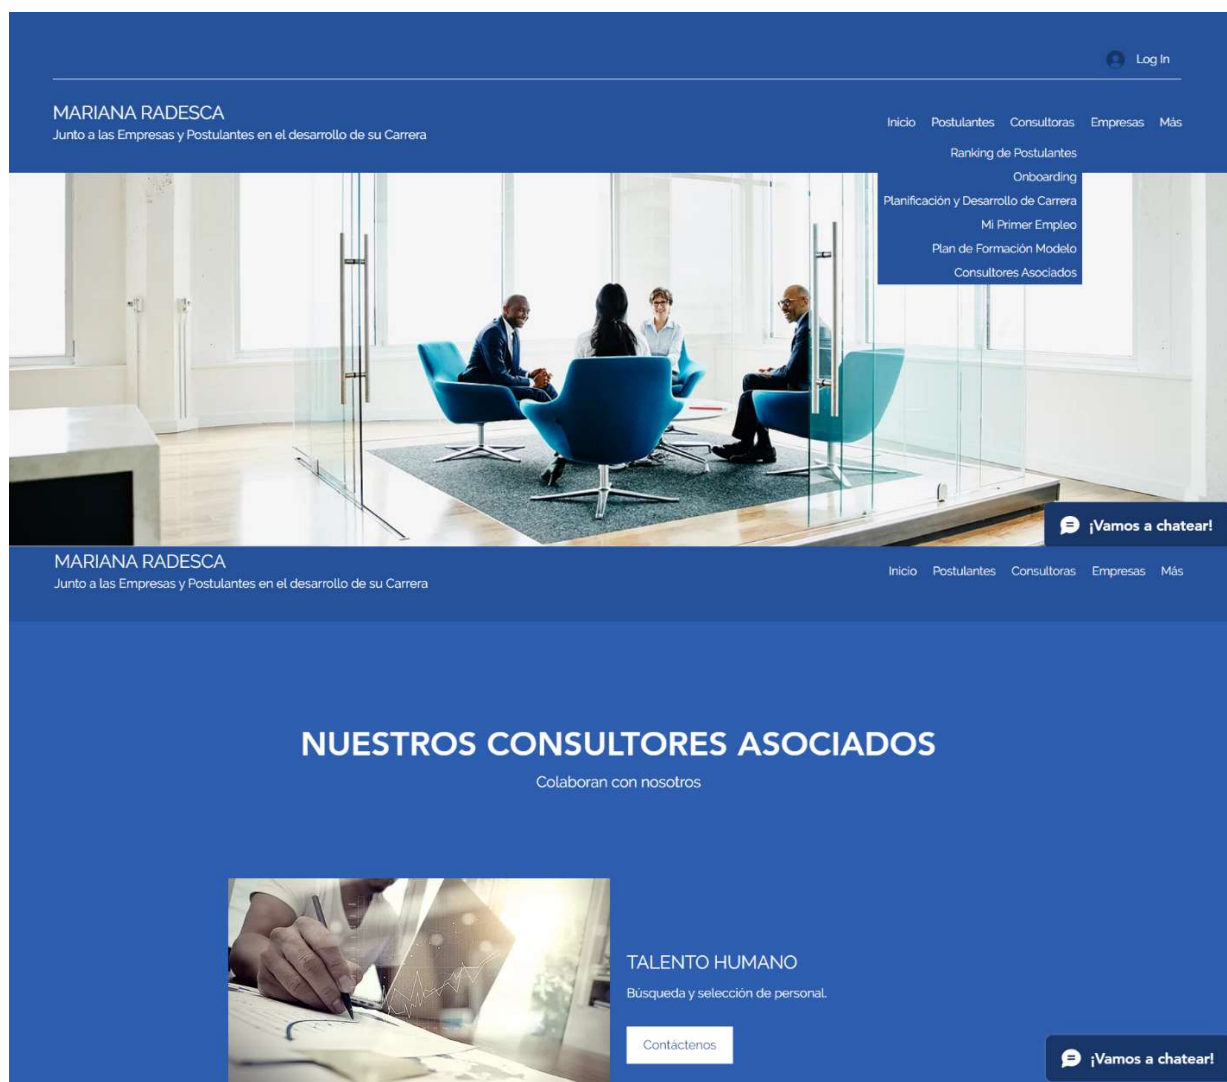 Log In
MARIANA RADESCA
Junto a las Empresas y Postulantes en el desarrollo de su Carrera
Inicio Postulantes Consultoras Empresas Más
Ranking de Postulantes
Onboarding
Planificación y Desarrollo de Carrera
Mi Primer Empleo
Plan de Formación Modelo
Consultores Asociados
¡Vamos a chatear!
MARIANA RADESCA
Junto a las Empresas y Postulantes en el desarrollo de su Carrera
Inicio Postulantes Consultoras Empresas Más
NUESTROS CONSULTORES ASOCIADOS
Colaboran con nosotros
TALENTO HUMANO
Búsqueda y selección de personal.
Contáctenos
¡Vamos a chatear!